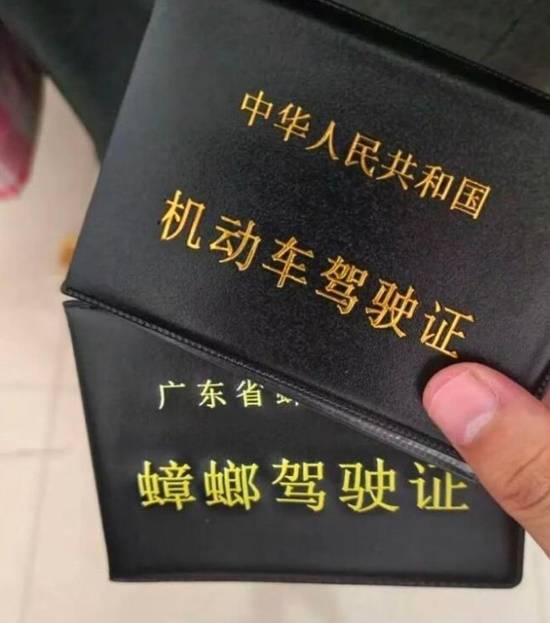 中华人民共和国
机动车驾驶证
广东省
蟑螂驾驶证